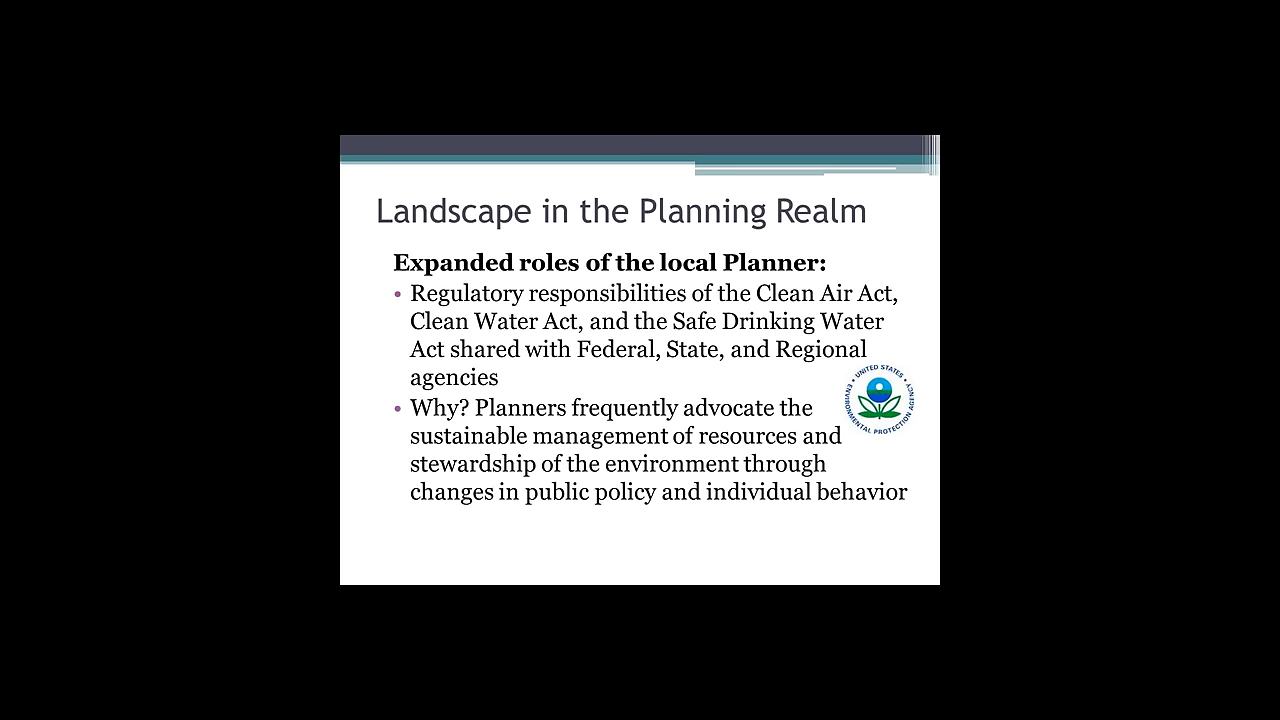 Landscape in the Planning Realm
Expanded roles of the local Planner:
• Regulatory responsibilities of the Clean Air Act,
Clean Water Act, and the Safe Drinking Water
Act shared with Federal, State, and Regional
agencies
• Why? Planners frequently advocate the
sustainable management of resources and
stewardship of the environment through
changes in public policy and individual behavior
UNITED STATES
ENVIRONMENTAL PROTECTION AGENCY